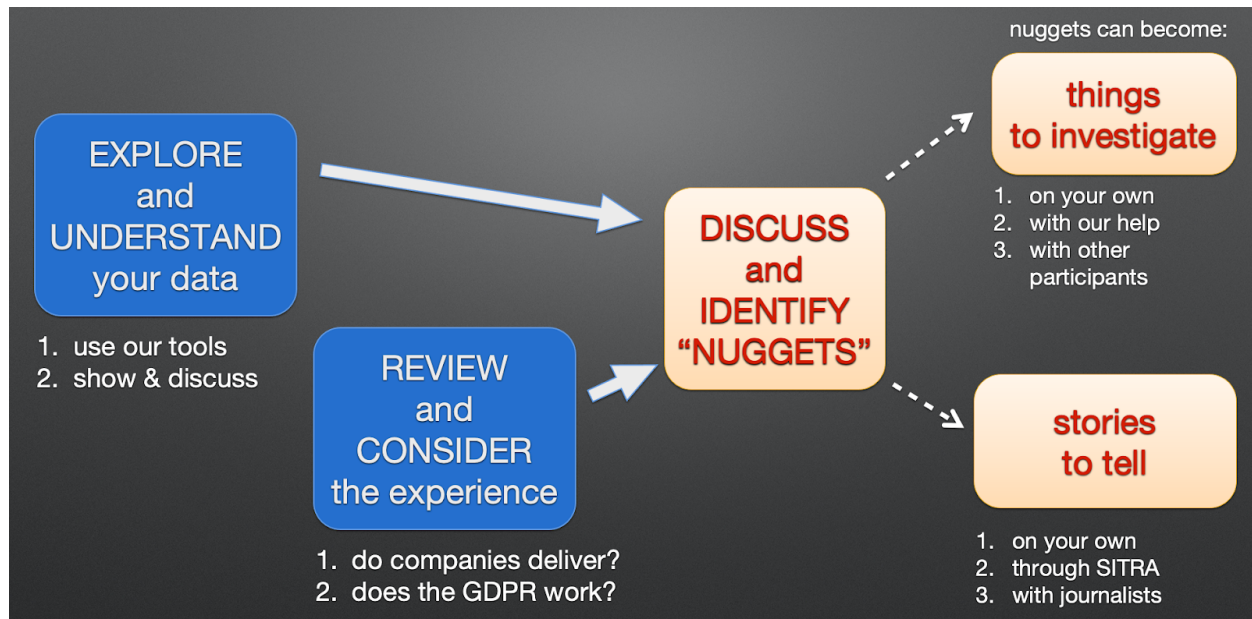 EXPLORE
and
UNDERSTAND
your data
1. use our tools
2. show & discuss
REVIEW
and
CONSIDER
the experience
1. do companies deliver?
2. does the GDPR work?
DISCUSS
and
IDENTIFY
“NUGGETS”
nuggets can become:
things
to investigate
1. on your own
2. with our help
3. with other
participants
stories
to tell
1. on your own
2. through SITRA
3. with journalists